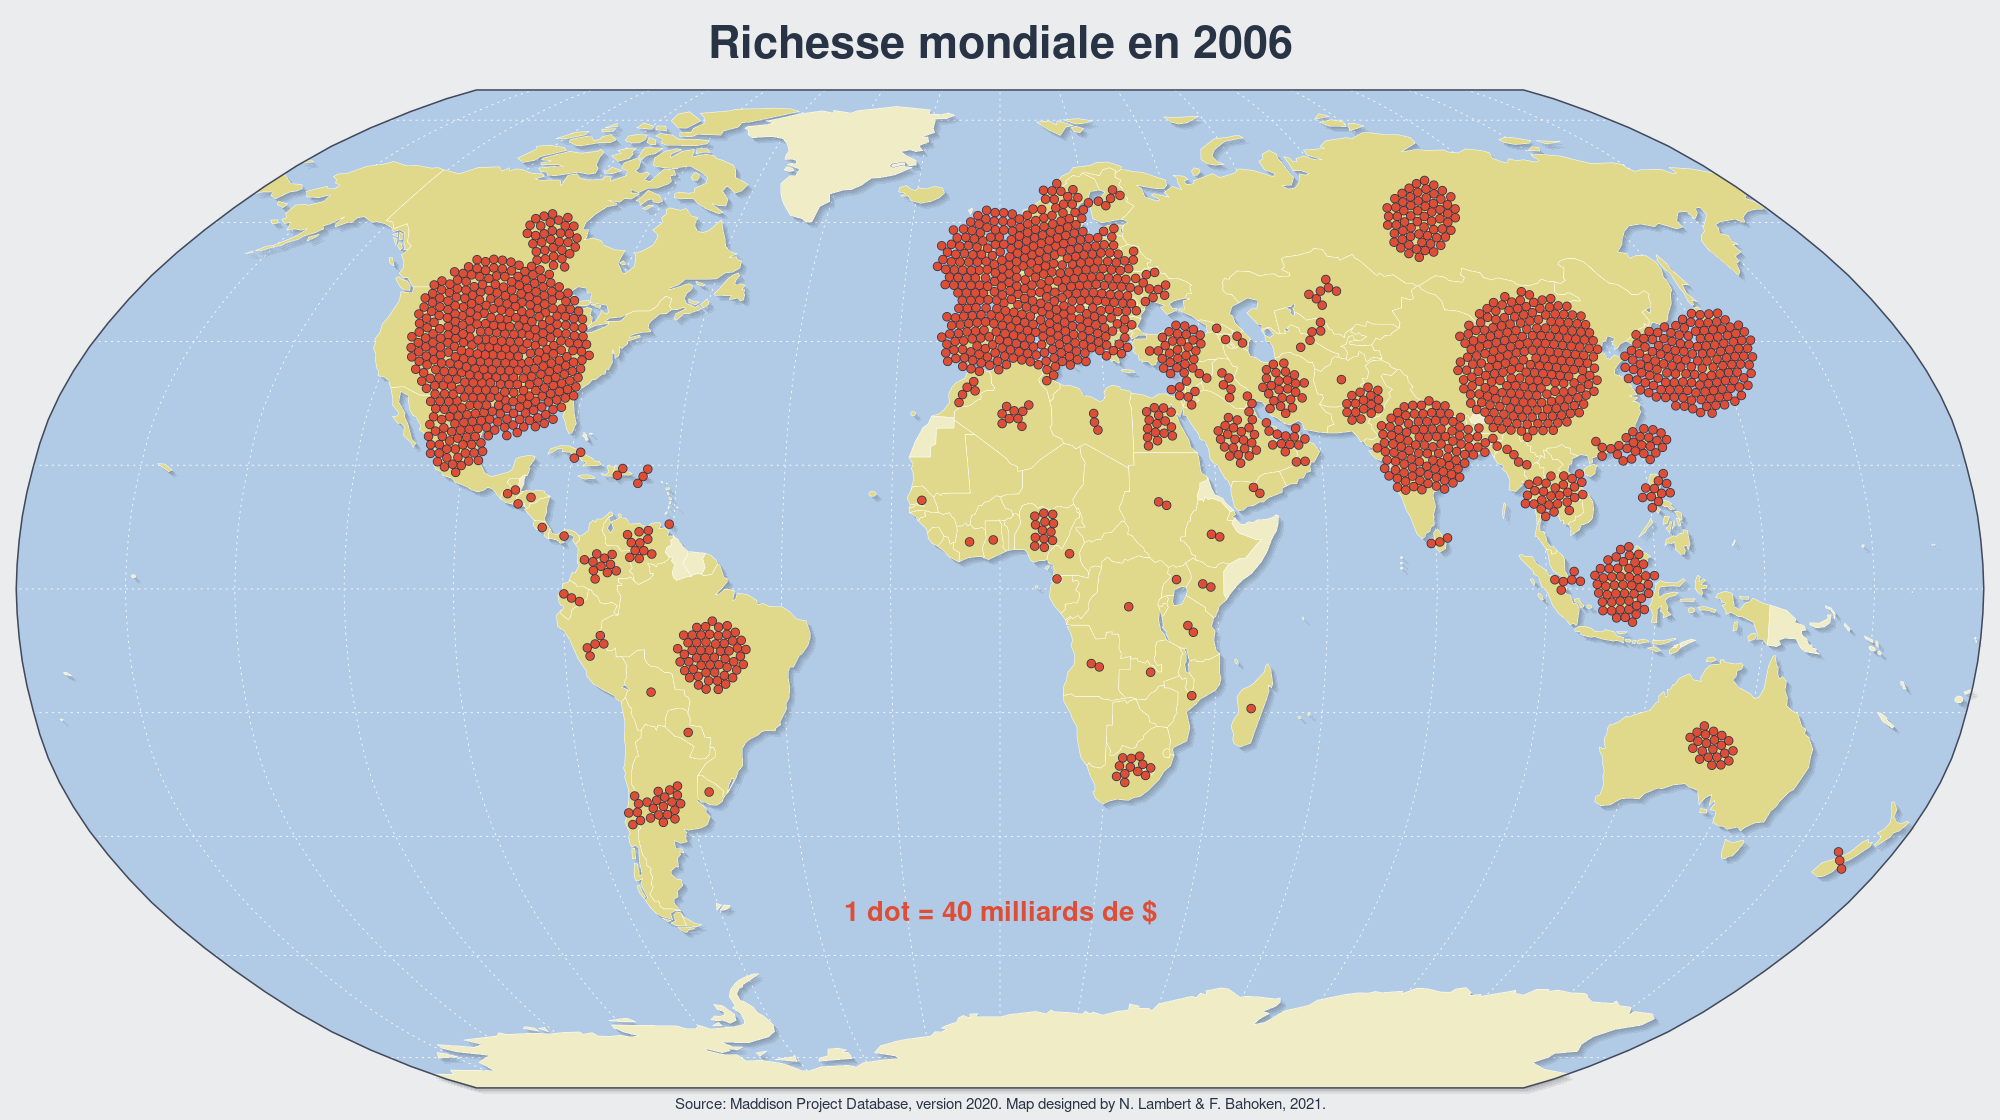 Richesse mondiale en 2006
1 dot = 40 milliards de $
Source: Maddison Project Database, version 2020. Map designed by N. Lambert & F. Bahoken, 2021.